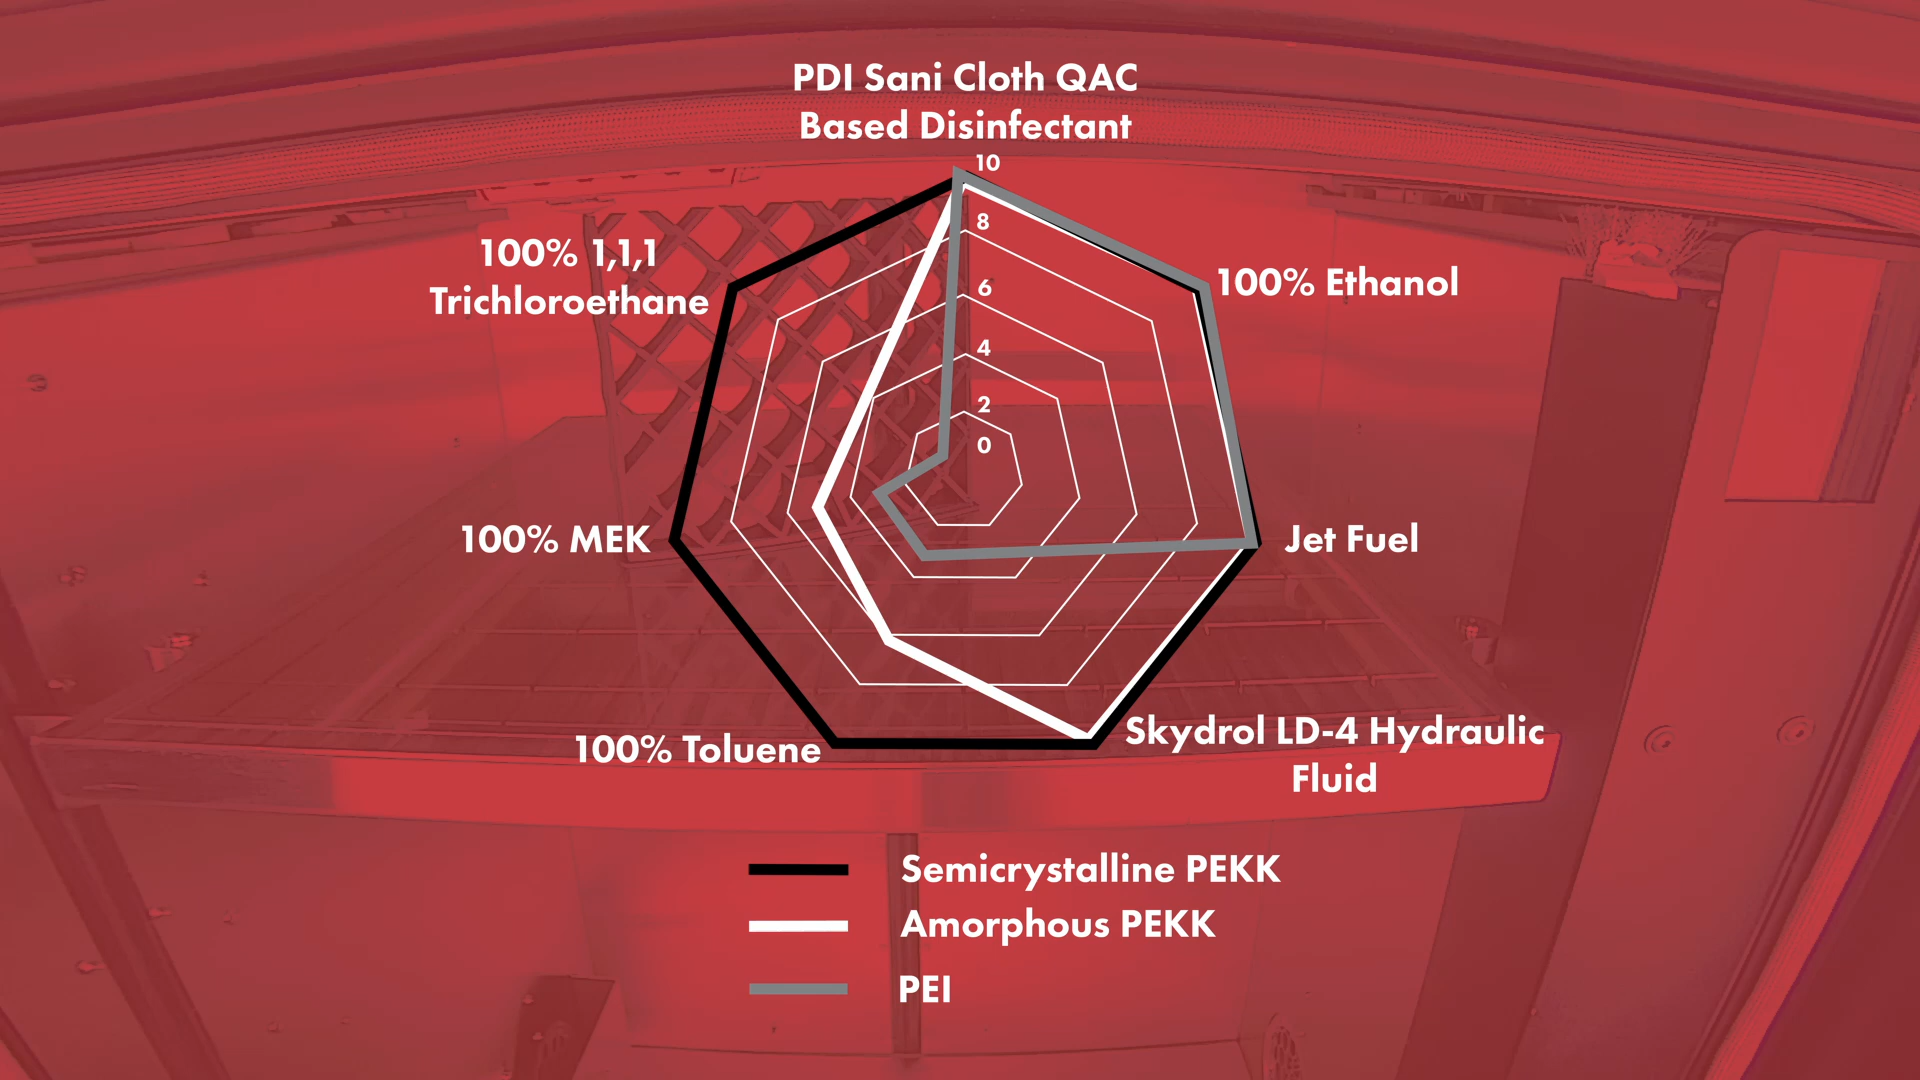 PDI Sani Cloth QAC
Based Disinfectant
10
8
6
4
2
0
100% 1,1,1
Trichloroethane
100% Ethanol
100% MEK
Jet Fuel
100% Toluene
Skydrol LD-4 Hydraulic
Fluid
Semicrystalline PEKK
Amorphous PEKK
PEI